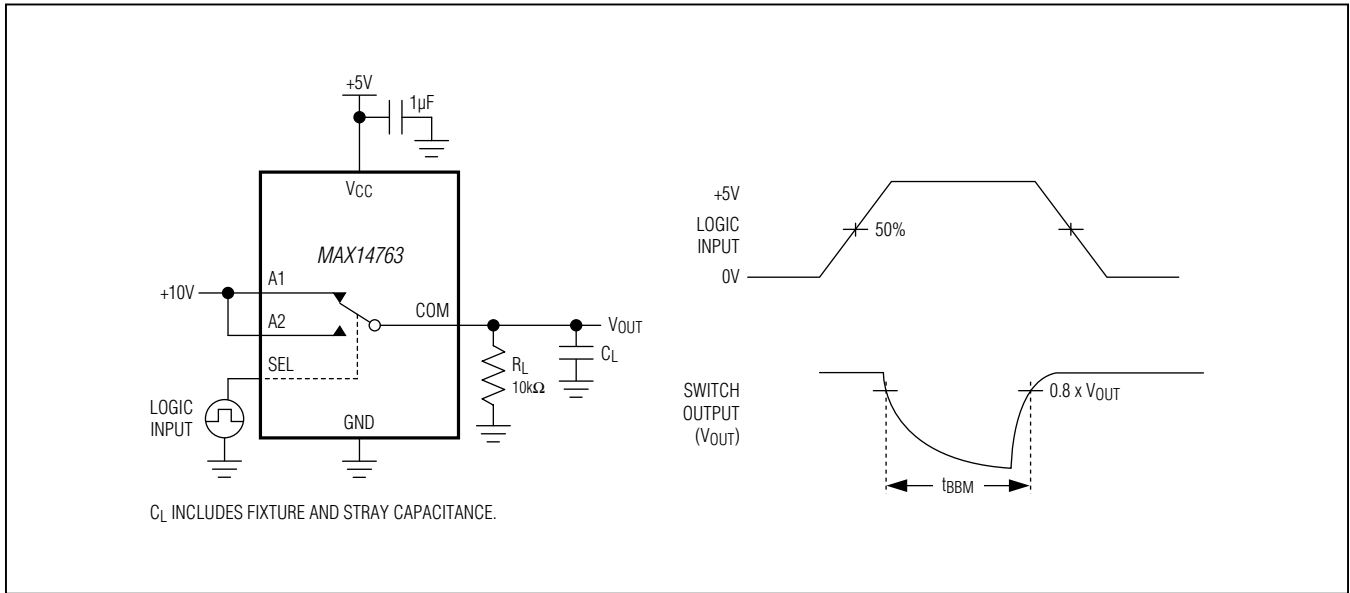 +5V
1µF
VCC
MAX14763
+10V
A1
A2
COM
VOUT
SEL
RL
10kΩ
CL
LOGIC
INPUT
GND
CL INCLUDES FIXTURE AND STRAY CAPACITANCE.
+5V
LOGIC
INPUT
0V
50%
SWITCH
OUTPUT
(VOUT)
0.8 x VOUT
tBBM